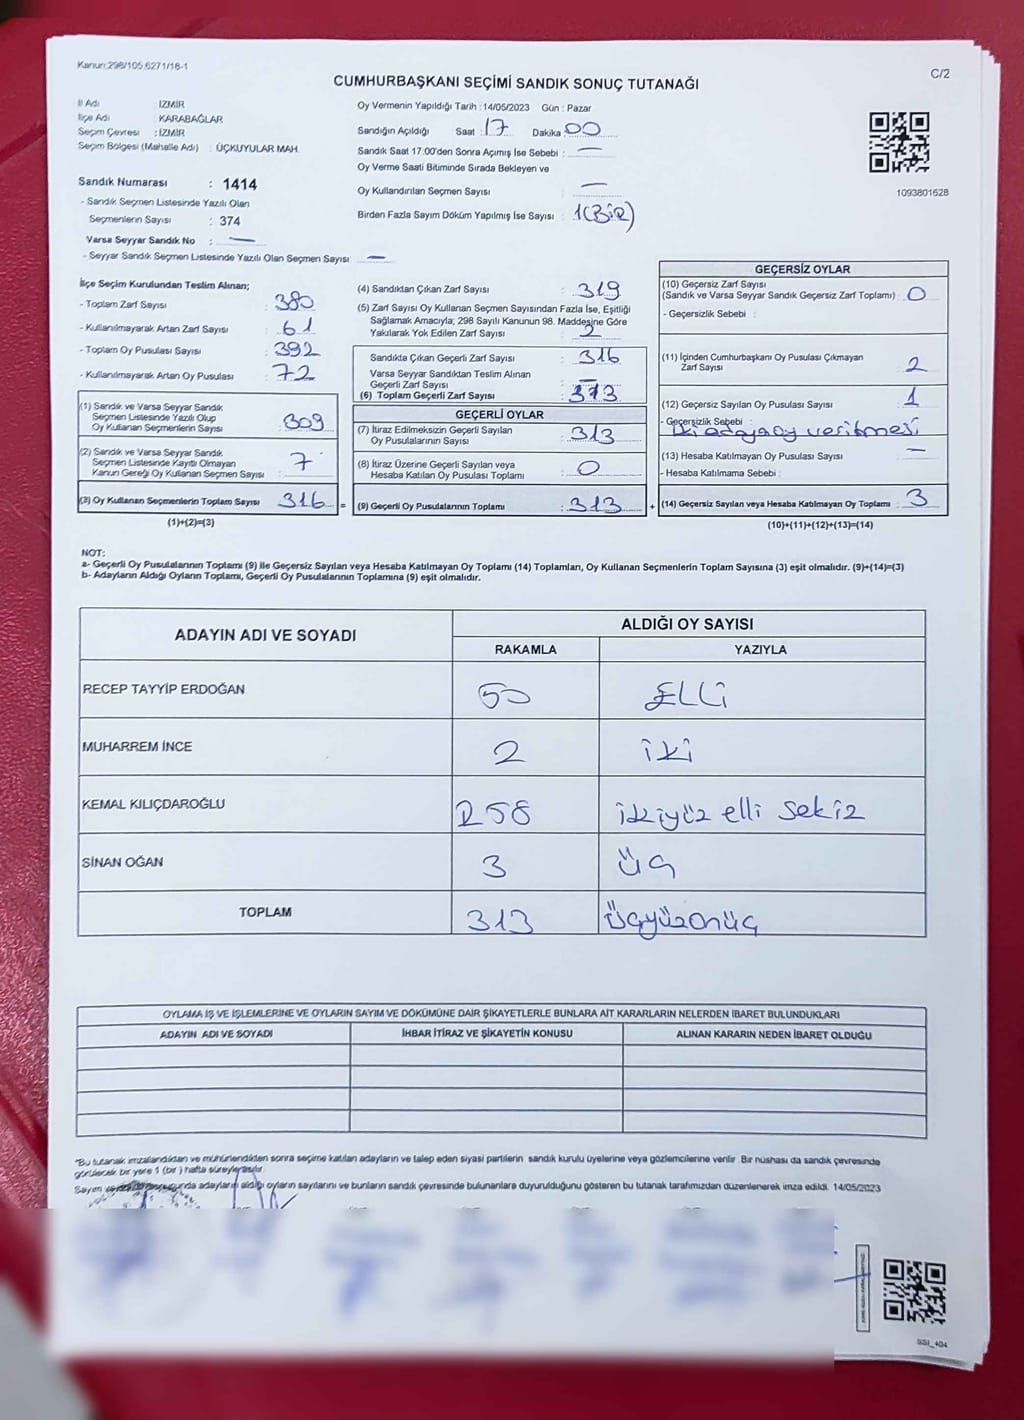 Kanun:298/105,6271/18-1
C/2
CUMHURBAŞKANI SEÇİMİ SANDIK SONUÇ TUTANAĞI
İl Adı : İZMİR
İlçe Adı : KARABAĞLAR
Seçim Çevresi : İZMİR
Seçim Bölgesi (Mahalle Adı) : ÜÇKUYULAR MAH.
Sandık Numarası : 1414
- Sandık Seçmen Listesinde Yazılı Olan
Seçmenlerin Sayısı : 374
Varsa Seyyar Sandık No : —
- Seyyar Sandık Seçmen Listesinde Yazılı Olan Seçmen Sayısı : —
Oy Vermenin Yapıldığı Tarih : 14/05/2023 Gün : Pazar
Sandığın Açıldığı Saat : 17 Dakika : 00
Sandık Saat 17:00'den Sonra Açımış İse Sebebi : —
Oy Verme Saati Bitiminde Sırada Bekleyen ve
Oy Kullandırılan Seçmen Sayısı : —
Birden Fazla Sayım Döküm Yapılmış İse Sayısı : 1(BİR)
1093801628
İlçe Seçim Kurulundan Teslim Alınan;
- Toplam Zarf Sayısı : 380
- Kullanılmayarak Artan Zarf Sayısı : 61
- Toplam Oy Pusulası Sayısı : 392
- Kullanılmayarak Artan Oy Pusulası : 72
(1) Sandık ve Varsa Seyyar Sandık
Seçmen Listesinde Yazılı Olup
Oy Kullanan Seçmenlerin Sayısı : 309
(2) Sandık ve Varsa Seyyar Sandık
Seçmen Listesinde Kayıtlı Olmayan
Kanun Gereği Oy Kullanan Seçmen Sayısı : 7
(3) Oy Kullanan Seçmenlerin Toplam Sayısı : 316 =
(1)+(2)=(3)
(4) Sandıktan Çıkan Zarf Sayısı : 319
(5) Zarf Sayısı Oy Kullanan Seçmen Sayısından Fazla İse, Eşitliği
Sağlamak Amacıyla; 298 Sayılı Kanunun 98. Maddesine Göre
Yakılarak Yok Edilen Zarf Sayısı :
Sandıkta Çıkan Geçerli Zarf Sayısı : 316
Varsa Seyyar Sandıktan Teslim Alınan
Geçerli Zarf Sayısı
(6) Toplam Geçerli Zarf Sayısı : 313
GEÇERLİ OYLAR
(7) İtiraz Edilmeksizin Geçerli Sayılan
Oy Pusulalarının Sayısı : 313
(8) İtiraz Üzerine Geçerli Sayılan veya
Hesaba Katılan Oy Pusulası Toplamı : 0
(9) Geçerli Oy Pusulalarının Toplamı : 313 +
GEÇERSİZ OYLAR
(10) Geçersiz Zarf Sayısı
(Sandık ve Varsa Seyyar Sandık Geçersiz Zarf Toplamı) : 0
- Geçersizlik Sebebi :
(11) İçinden Cumhurbaşkanı Oy Pusulası Çıkmayan
Zarf Sayısı : 2
(12) Geçersiz Sayılan Oy Pusulası Sayısı : 1
- Geçersizlik Sebebi :
iki adaya oy verilmesi
(13) Hesaba Katılmayan Oy Pusulası Sayısı : —
- Hesaba Katılmama Sebebi :
(14) Geçersiz Sayılan veya Hesaba Katılmayan Oy Toplamı : 3
(10)+(11)+(12)+(13)=(14)
NOT:
a- Geçerli Oy Pusulalarının Toplamı (9) ile Geçersiz Sayılan veya Hesaba Katılmayan Oy Toplamı (14) Toplamları, Oy Kullanan Seçmenlerin Toplam Sayısına (3) eşit olmalıdır. (9)+(14)=(3)
b- Adayların Aldığı Oyların Toplamı, Geçerli Oy Pusulalarının Toplamına (9) eşit olmalıdır.
ADAYIN ADI VE SOYADI
ALDIĞI OY SAYISI
RAKAMLA YAZIYLA
RECEP TAYYİP ERDOĞAN 50 ELLİ
MUHARREM İNCE 2 iki
KEMAL KILIÇDAROĞLU 258 ikiyüz elli sekiz
SİNAN OĞAN 3 üç
TOPLAM 313 üçyüzonüç
OYLAMA İŞ VE İŞLEMLERİNE VE OYLARIN SAYIM VE DÖKÜMÜNE DAİR ŞİKAYETLERLE BUNLARA AİT KARARLARIN NELERDEN İBARET BULUNDUKLARI
ADAYIN ADI VE SOYADI İHBAR İTİRAZ VE ŞİKAYETİN KONUSU ALINAN KARARIN NEDEN İBARET OLDUĞU
"Bu tutanak imzalandıktan ve mühürlendikten sonra seçime katılan adayların ve talep eden siyasi partilerin sandık kurulu üyelerine veya gözlemcilerine verilir. Bir nüshası da sandık çevresinde
görülecek bir yere 1 (bir) hafta süreyle asılır.
Sayım adayların aldığı oyların sayılarını ve bunların sandık çevresinde bulunanlara duyurulduğunu gösteren bu tutanak tarafımızdan düzenlenerek imza edildi. 14/05/2023